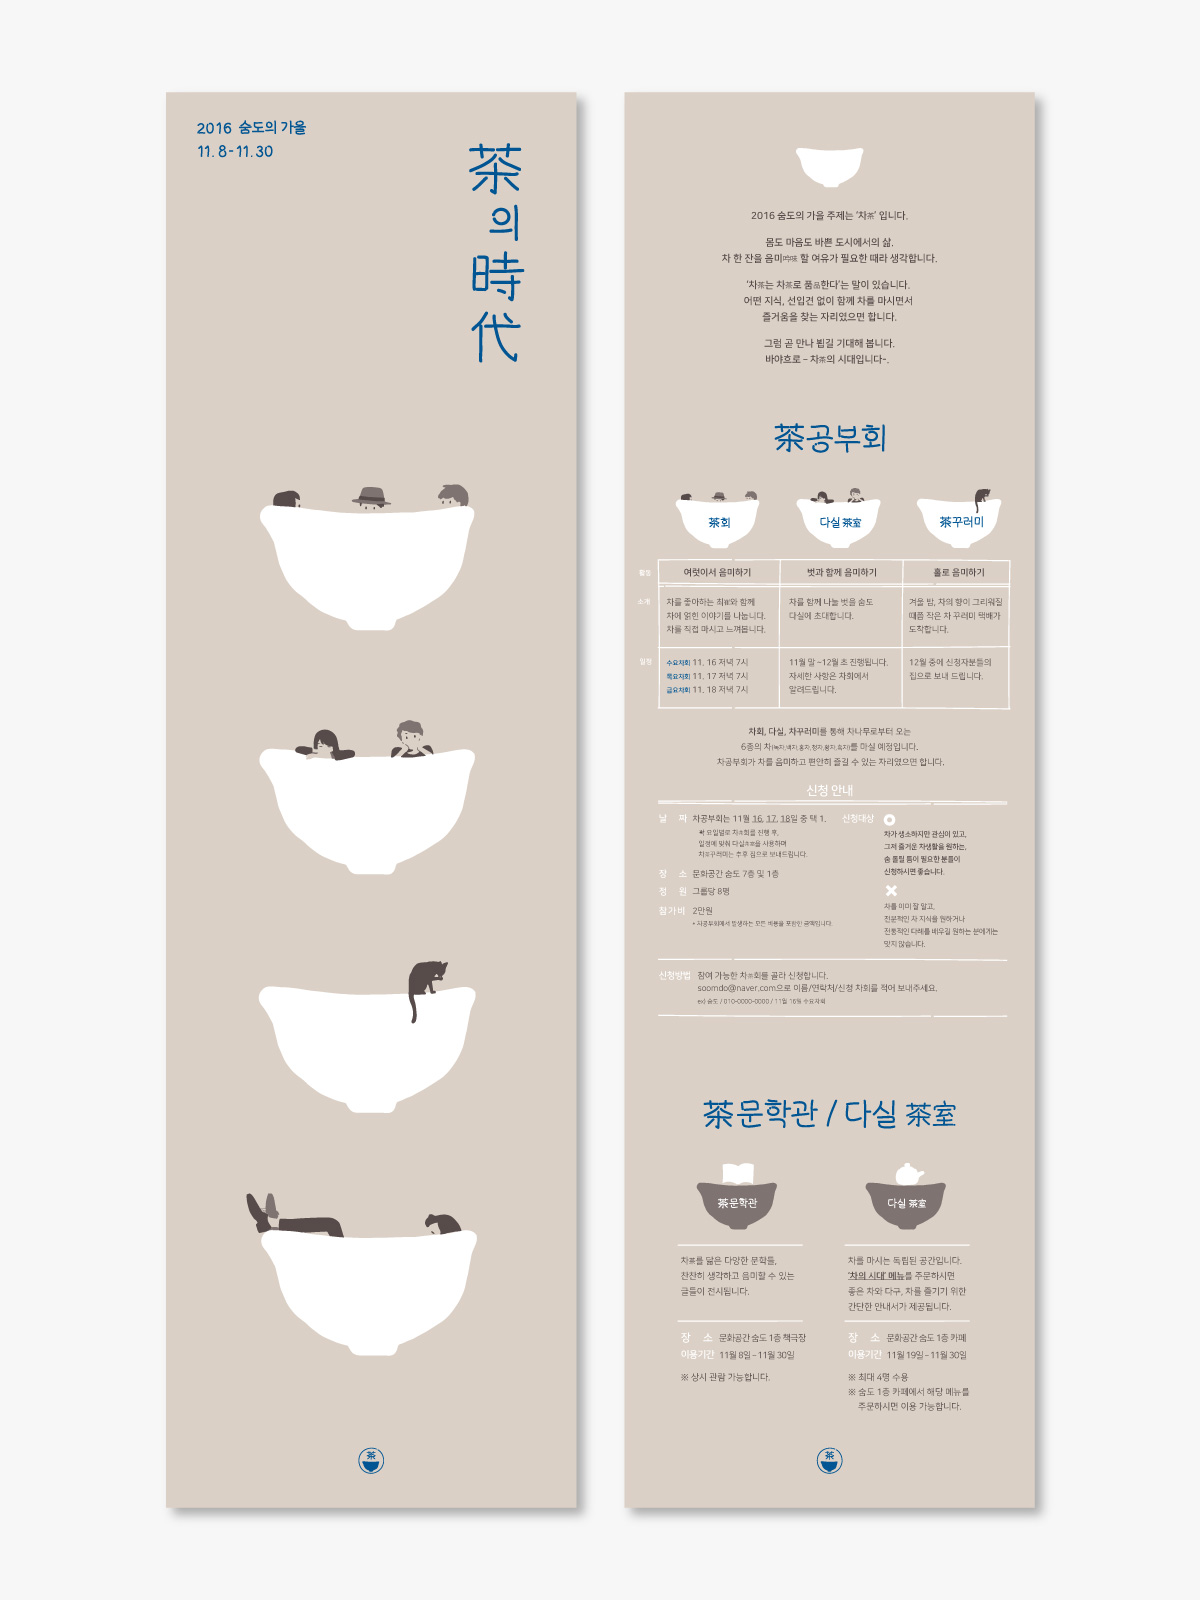 2016 숨도의 가을
11.8-11.30
茶
의
時
代
茶
2016 숨도의 가을 주제는 '차茶' 입니다.
몸도 마음도 바쁜 도시에서의 삶.
차 한 잔을 음미吟味 할 여유가 필요한 때라 생각합니다.
'차茶는 차茶로 품品한다'는 말이 있습니다.
어떤 지식, 선입견 없이 함께 차를 마시면서
즐거움을 찾는 자리였으면 합니다.
그럼 곧 만나 뵙길 기대해 봅니다.
바야흐로 – 차茶의 시대입니다-.
茶공부회
茶회
다실 茶室
茶꾸러미
여럿이서 음미하기
벗과 함께 음미하기
홀로 음미하기
소개
차를 좋아하는 최와 함께
차에 얽힌 이야기를 나눕니다.
차를 직접 마시고 느껴봅니다.
차를 함께 나눌 벗을 숨도
다실에 초대합니다.
겨울 밤, 차의 향이 그리워질
때쯤 작은 차 꾸러미 택배가
도착합니다.
일정
수요차회 11. 16 저녁 7시
목요차회 11. 17 저녁 7시
금요차회 11. 18 저녁 7시
11월 말 ~12월 초 진행됩니다.
자세한 사항은 차회에서
알려드립니다.
12월 중에 신청자분들의
집으로 보내 드립니다.
차회, 다실, 차꾸러미를 통해 차나무로부터 오는
6종의 차(녹차,백차,홍차,청차,황차,흑차)를 마실 예정입니다.
차공부회가 차를 음미하고 편안히 즐길 수 있는 자리였으면 합니다.
신청 안내
날 짜 차공부회는 11월 16, 17, 18일 중 택 1.
각 요일별로 차茶회를 진행 후,
일정에 맞춰 다실茶室을 사용하며
차茶꾸러미는 추후 집으로 보내드립니다.
장 소 문화공간 숨도 7층 및 1층
정 원 그룹당 8명
참가비 2만원
* 차공부회에서 발생하는 모든 비용을 포함한 금액입니다.
신청대상
차가 생소하지만 관심이 있고,
그저 즐거운 차생활을 원하는,
숨 돌릴 틈이 필요한 분들이
신청하시면 좋습니다.
차를 이미 잘 알고,
전문적인 차 지식을 원하거나
전통적인 다례를 배우길 원하는 분에게는
맞지 않습니다.
신청방법 참여 가능한 차茶회를 골라 신청합니다.
soomdo@naver.com으로 이름/연락처/신청 차회를 적어 보내주세요.
ex) 숨도 / 010-0000-0000 / 11월 16일 수요차회
茶문학관 / 다실 茶室
茶문학관
차茶를 닮은 다양한 문학들,
찬찬히 생각하고 음미할 수 있는
글들이 전시됩니다.
장 소 문화공간 숨도 1층 책극장
이용기간 11월 8일 – 11월 30일
※ 상시 관람 가능합니다.
다실 茶室
차를 마시는 독립된 공간입니다.
'차의 시대' 메뉴를 주문하시면
좋은 차와 다구, 차를 즐기기 위한
간단한 안내서가 제공됩니다.
장 소 문화공간 숨도 1층 카페
이용기간 11월 19일 – 11월 30일
※ 최대 4명 수용
※ 숨도 1층 카페에서 해당 메뉴를
주문하시면 이용 가능합니다.
茶